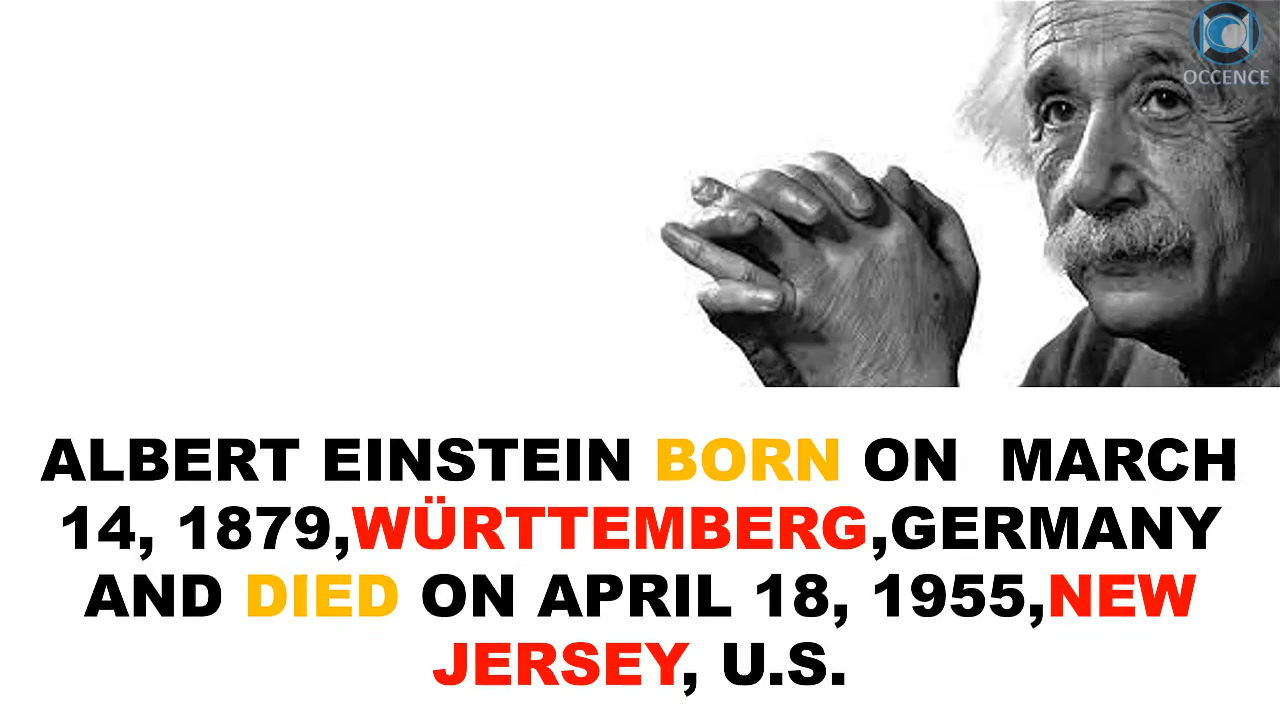 OCCENCE
ALBERT EINSTEIN BORN ON  MARCH
14, 1879,WÜRTTEMBERG,GERMANY
AND DIED ON APRIL 18, 1955,NEW
JERSEY, U.S.